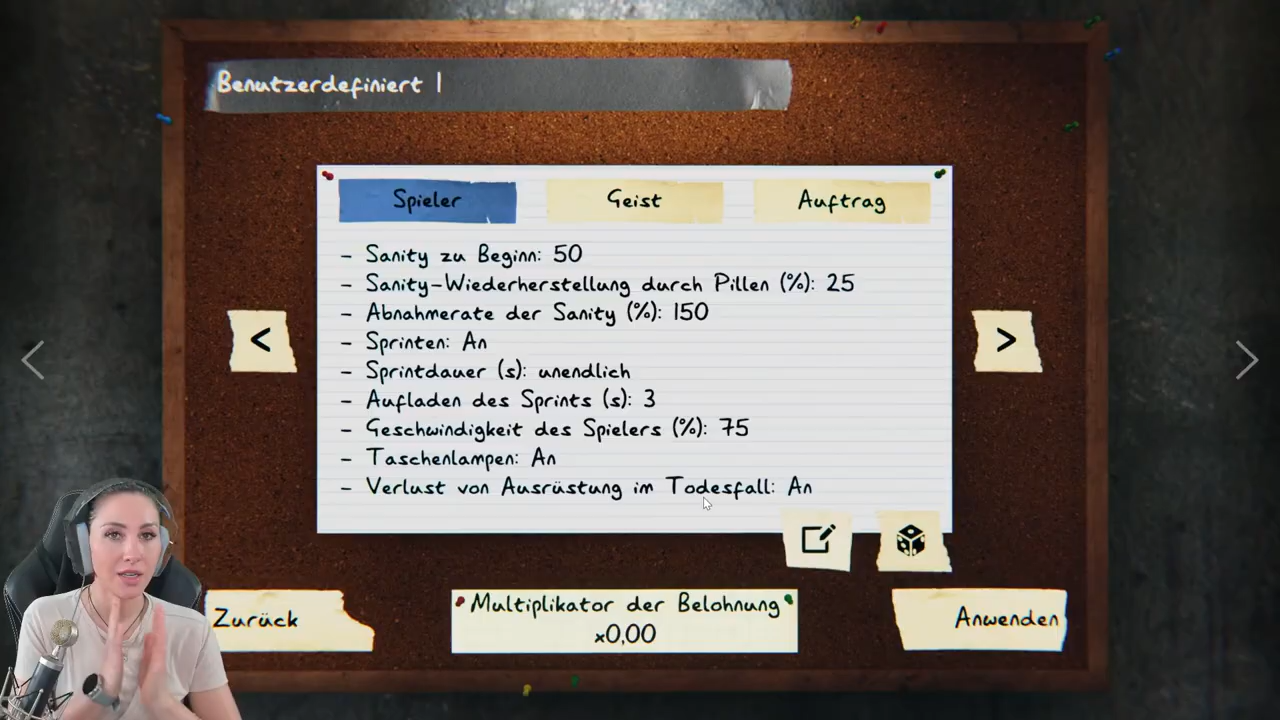 Benutzerdefiniert 1
Spieler
Geist
Auftrag
- Sanity zu Beginn: 50
- Sanity-Wiederherstellung durch Pillen (%): 25
- Abnahmerate der Sanity (%): 150
- Sprinten: An
- Sprintdauer (s): unendlich
- Aufladen des Sprints (s): 3
- Geschwindigkeit des Spielers (%): 75
- Taschenlampen: An
- Verlust von Ausrüstung im Todesfall: An
<
>
Zurück
Multiplikator der Belohnung
x0,00
Anwenden